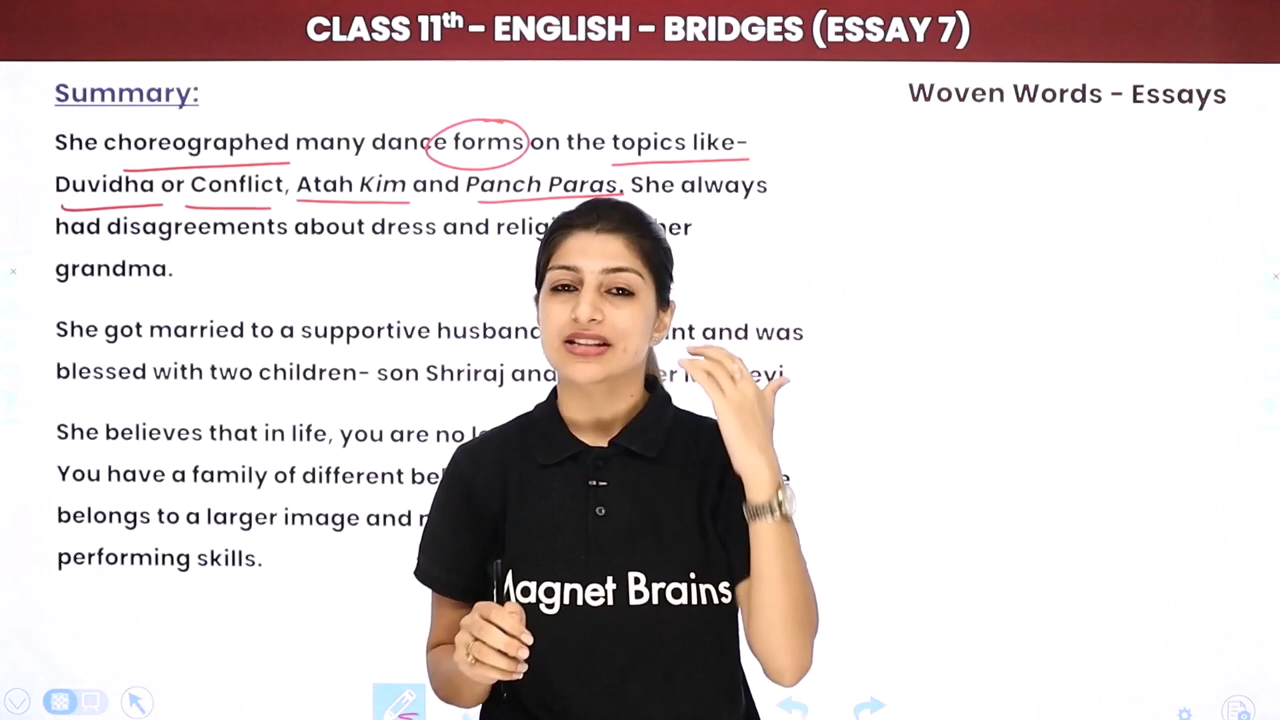 CLASS 11th - ENGLISH - BRIDGES (ESSAY 7)
Summary:
Woven Words - Essays
She choreographed many dance forms on the topics like-
Duvidha or Conflict, Atah Kim and Panch Paras. She always
had disagreements about dress and her
grandma.
She got married to a supportive and was
blessed with two children- son Shriraj
She believes that in life, you are no
You have a family of different
belongs to a larger image and
performing skills.
Magnet Brains